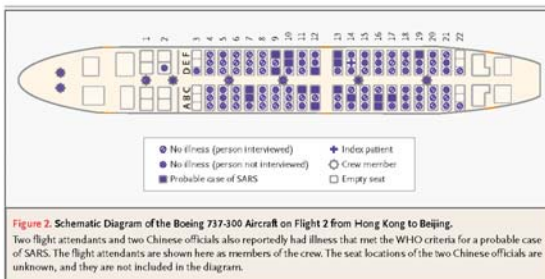 1 2 3 4 5 6 7 8 9 10 11 12 13 14 15 16 17 18 19 20 21 22
D E F
A B C
No illness (person interviewed)
No illness (person not interviewed)
Probable case of SARS
Index patient
Crew member
Empty seat
Figure 2. Schematic Diagram of the Boeing 737-300 Aircraft on Flight 2 from Hong Kong to Beijing.
Two flight attendants and two Chinese officials also reportedly had illness that met the WHO criteria for a probable case
of SARS. The flight attendants are shown here as members of the crew. The seat locations of the two Chinese officials are
unknown, and they are not included in the diagram.